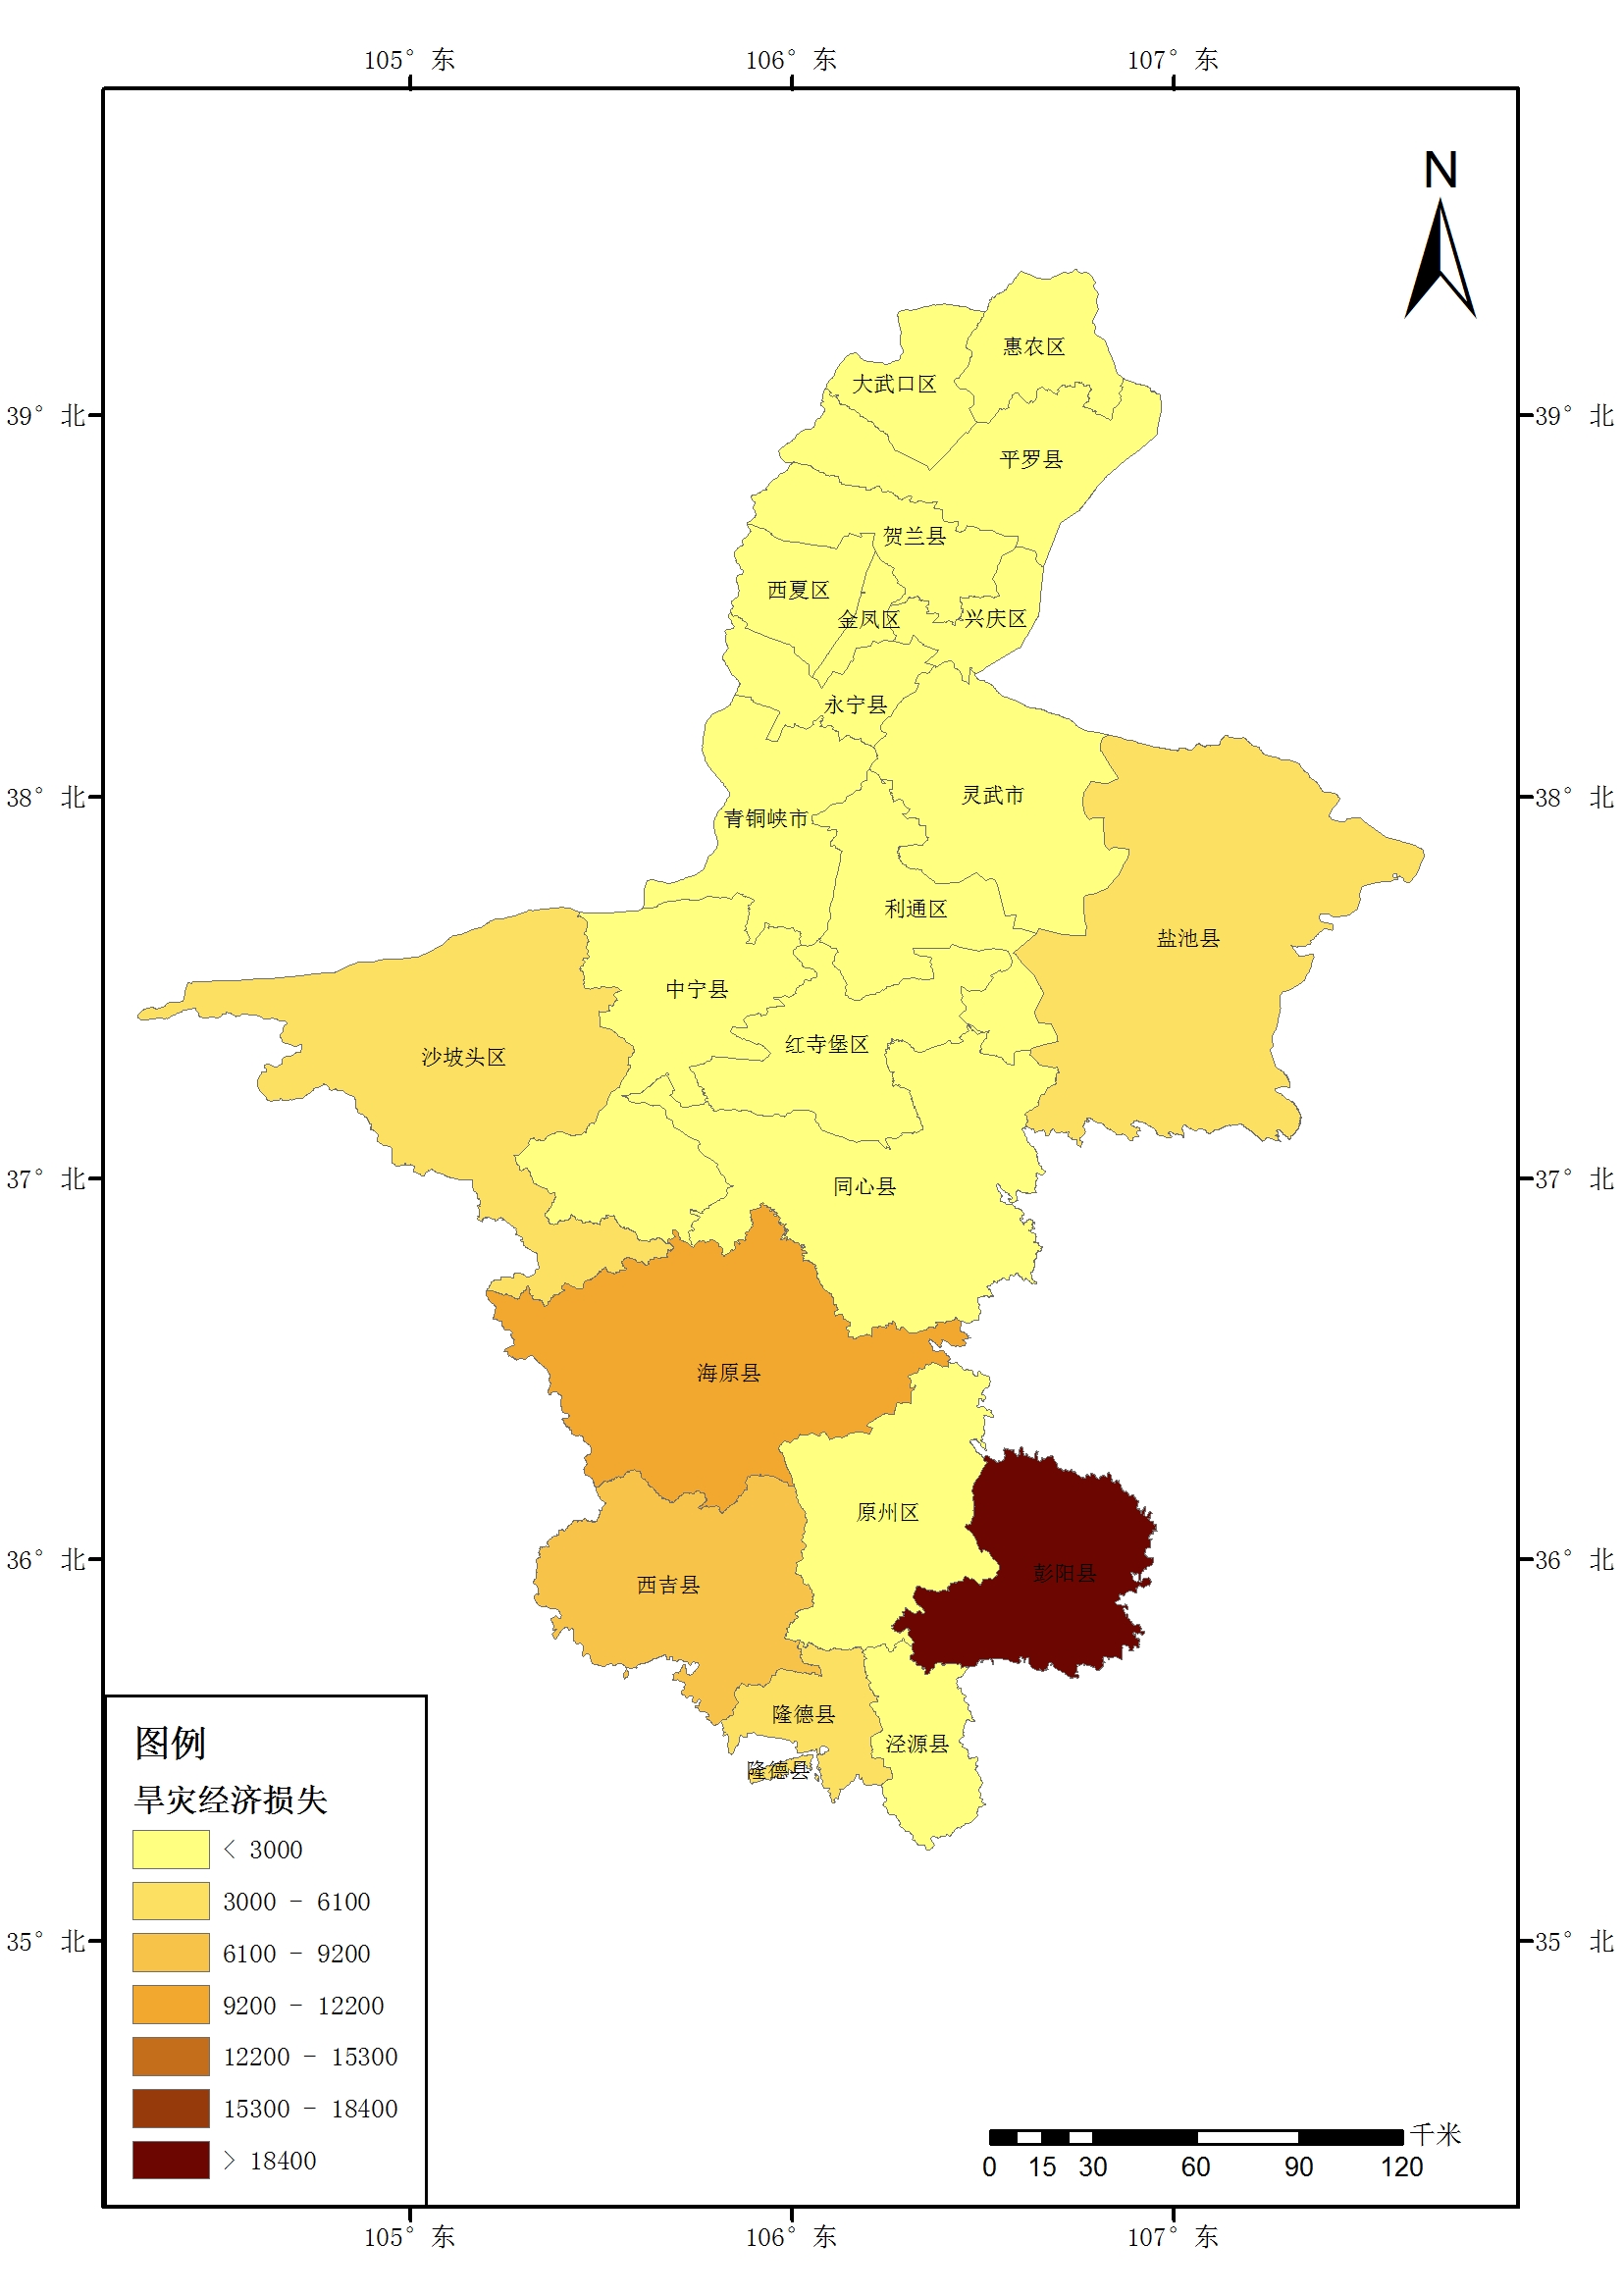 105° 东
106° 东
107° 东
N
惠农区
大武口区
39° 北
39° 北
平罗县
贺兰县
西夏区
金凤区
兴庆区
永宁县
38° 北
灵武市
38° 北
青铜峡市
利通区
盐池县
中宁县
红寺堡区
沙坡头区
37° 北
同心县
37° 北
海原县
原州区
36° 北
彭阳县
36° 北
西吉县
隆德县
泾源县
隆德县
图例
旱灾经济损失
< 3000
3000 - 6100
35° 北
35° 北
6100 - 9200
9200 - 12200
12200 - 15300
15300 - 18400
> 18400
千米
0 15 30 60 90 120
105° 东
106° 东
107° 东